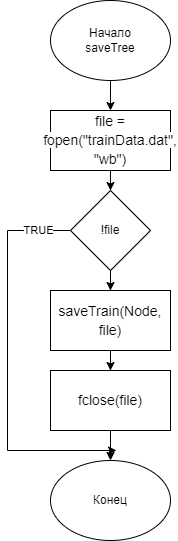 Начало
saveTree
file =
fopen("trainData.dat",
"wb")
TRUE
!file
saveTrain(Node,
file)
fclose(file)
Конец